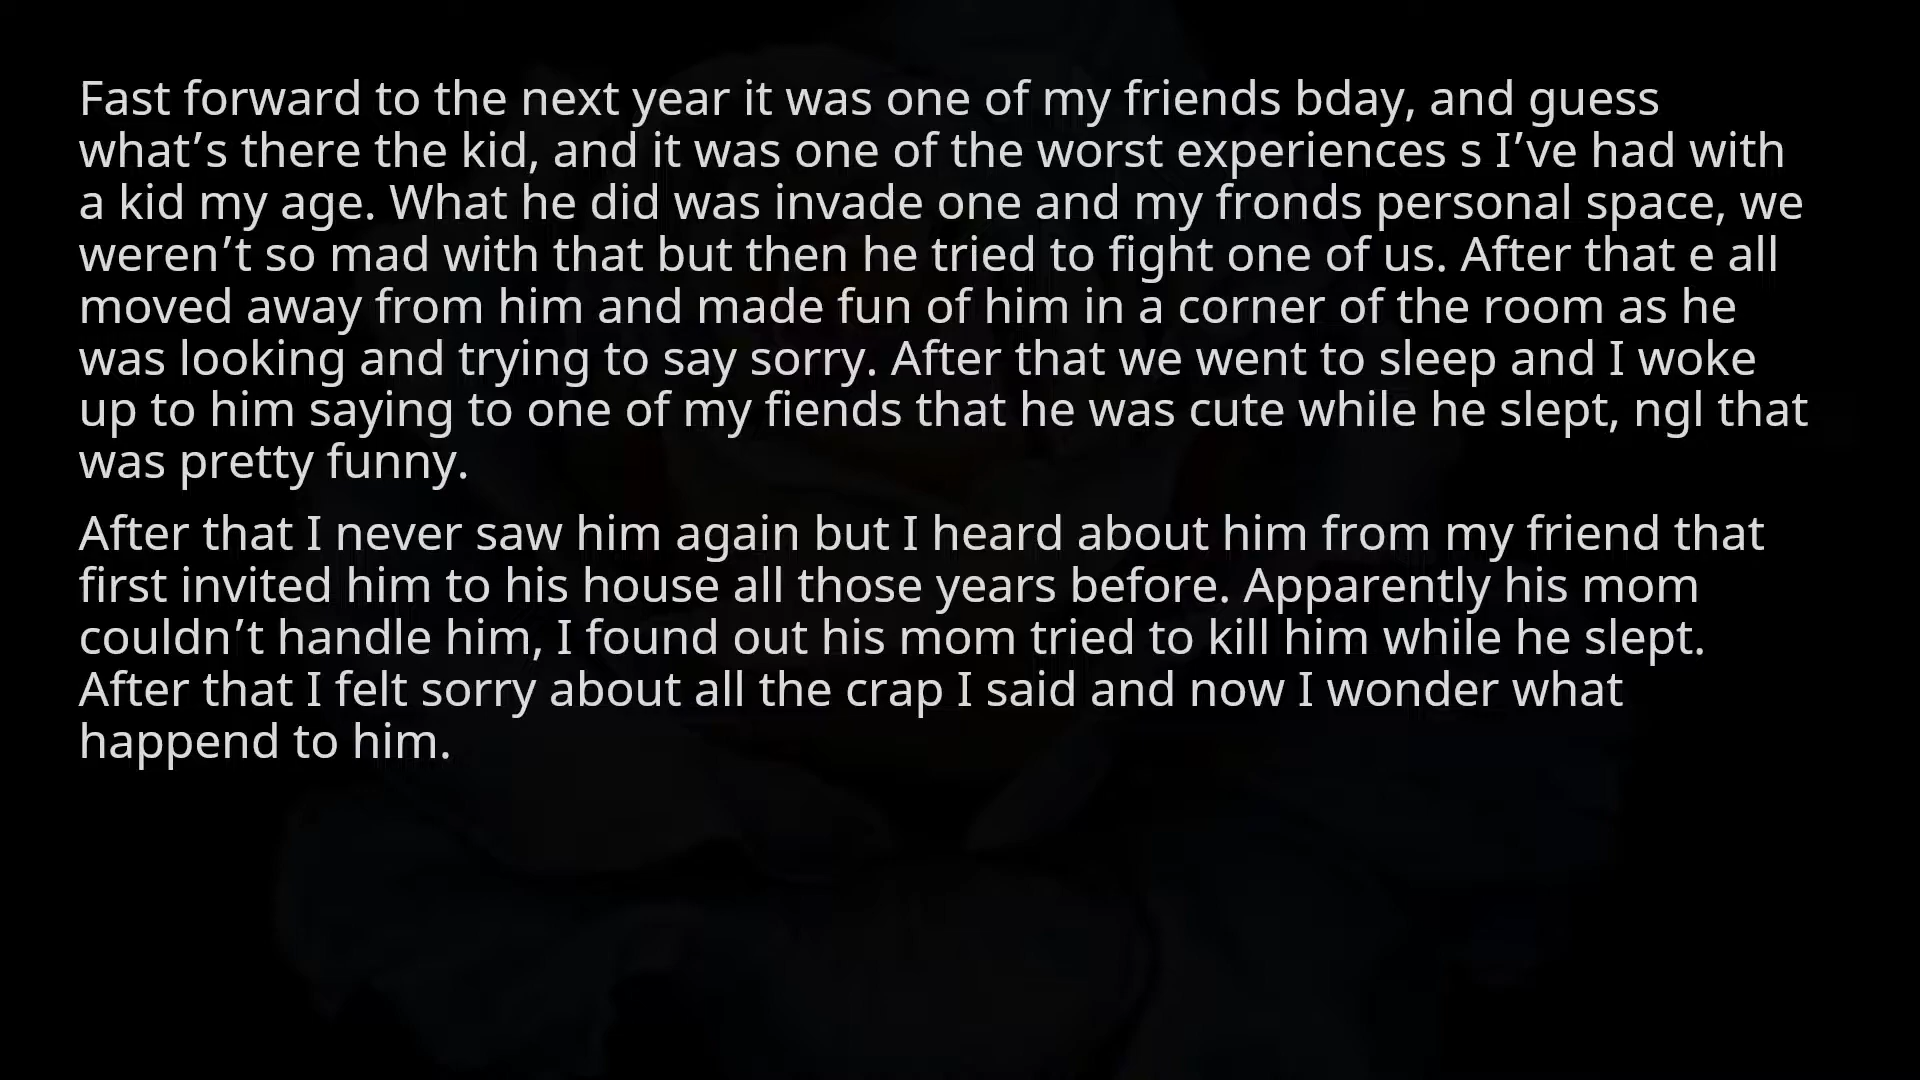 Fast forward to the next year it was one of my friends bday, and guess
what’s there the kid, and it was one of the worst experiences s I’ve had with
a kid my age. What he did was invade one and my fronds personal space, we
weren’t so mad with that but then he tried to fight one of us. After that e all
moved away from him and made fun of him in a corner of the room as he
was looking and trying to say sorry. After that we went to sleep and I woke
up to him saying to one of my fiends that he was cute while he slept, ngl that
was pretty funny.
After that I never saw him again but I heard about him from my friend that
first invited him to his house all those years before. Apparently his mom
couldn’t handle him, I found out his mom tried to kill him while he slept.
After that I felt sorry about all the crap I said and now I wonder what
happend to him.